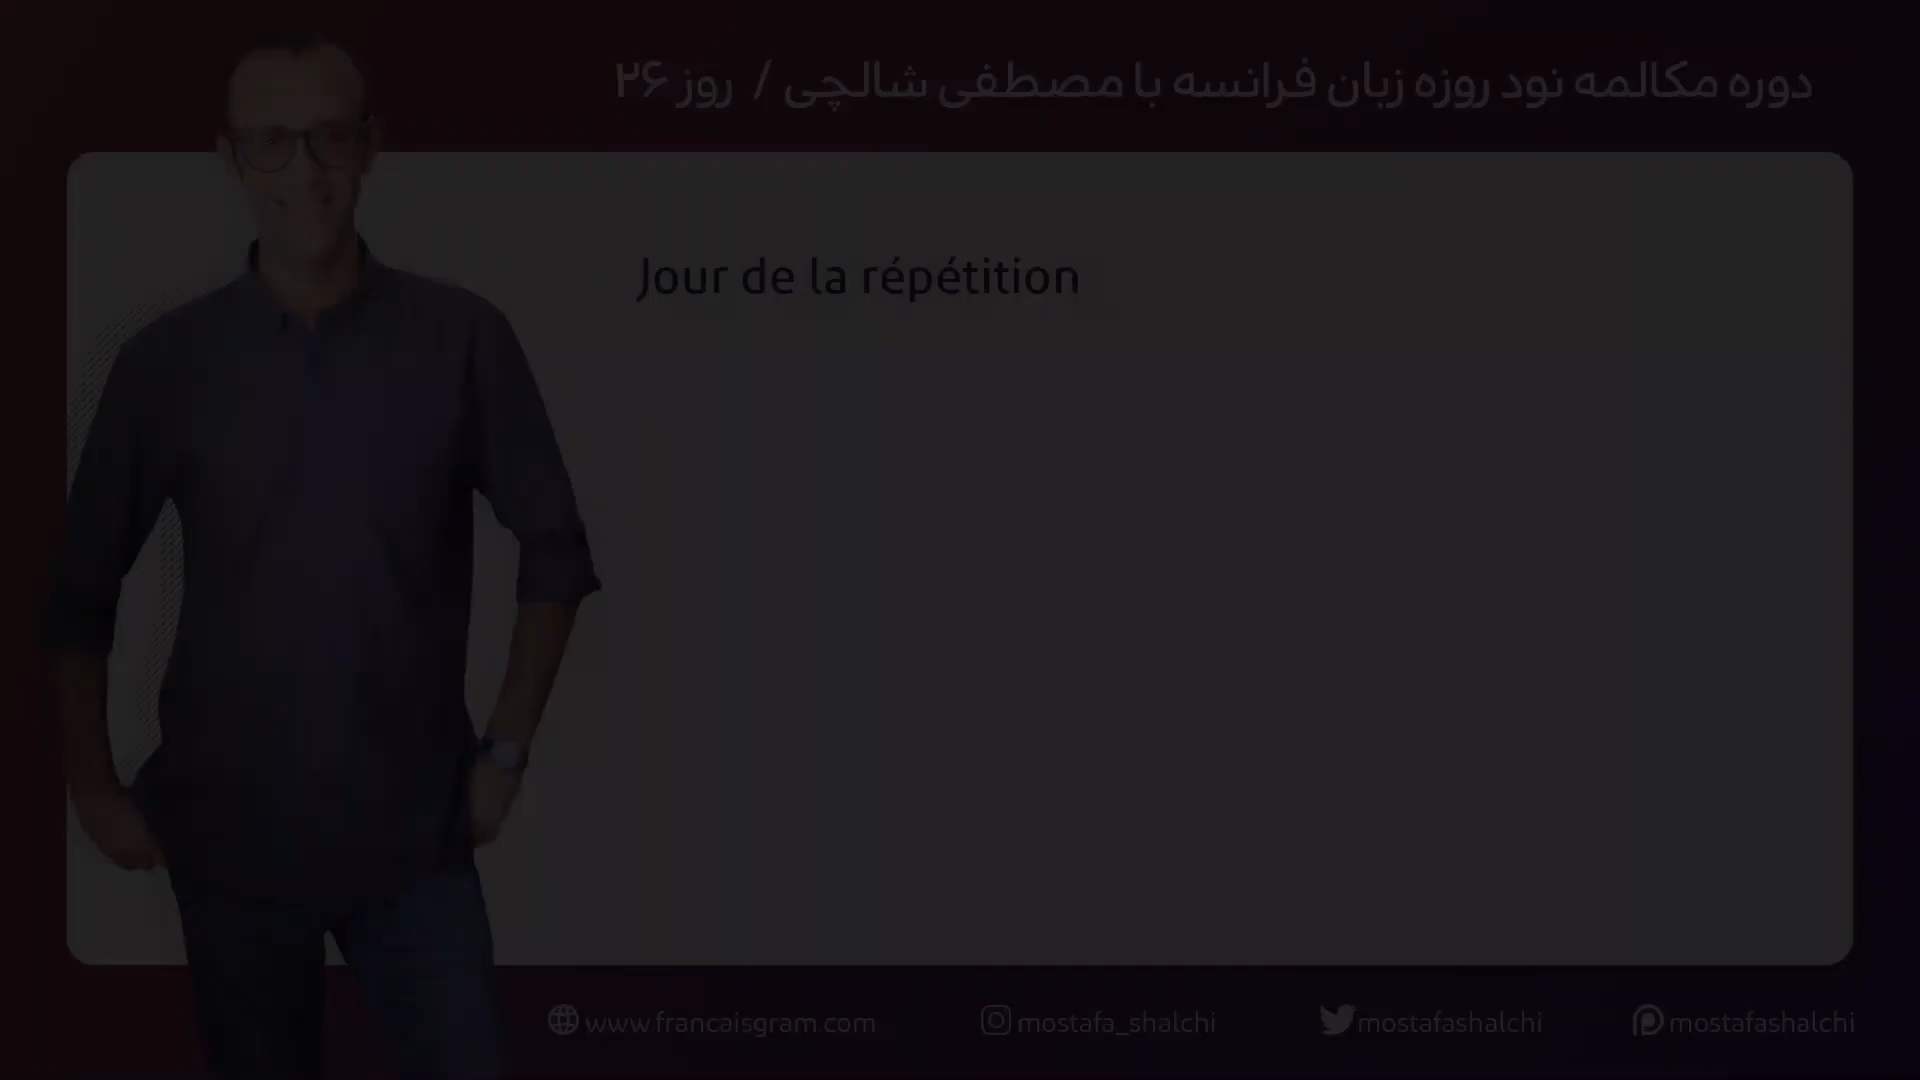 دوره مکالمه نود روزه زبان فرانسه با مصطفی شالچی / روز ۲۶
Jour de la répétition
www.francaisgram.com
mostafa_shalchi
mostafashalchi
mostafashalchi